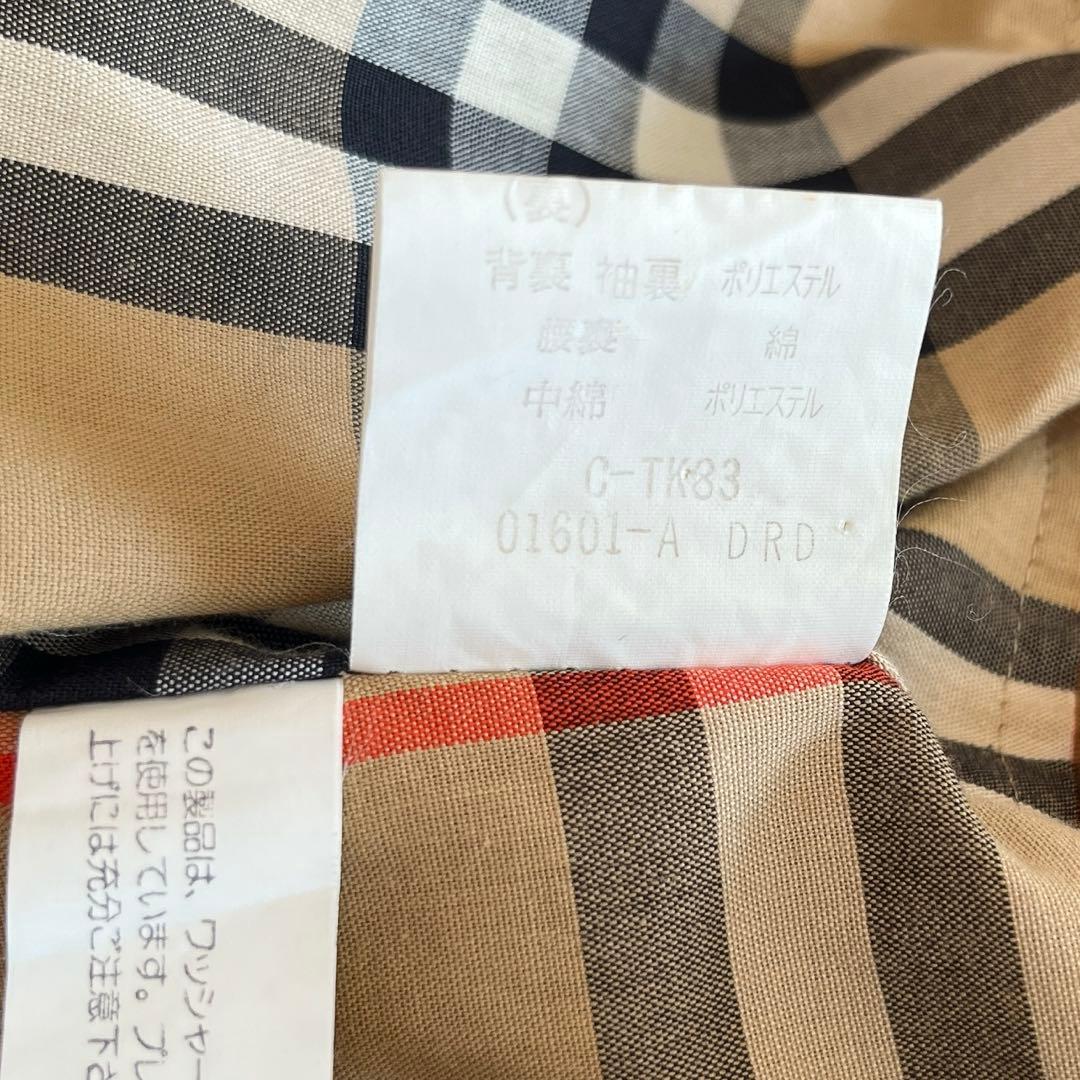 (裏)
背裏 袖裏 ポリエステル
腰裏 綿
中綿 ポリエステル
C-TK83
01601-A DRD
この製品は、ワッシャー
を使用しています。プレ
上げには充分ご注意下さ